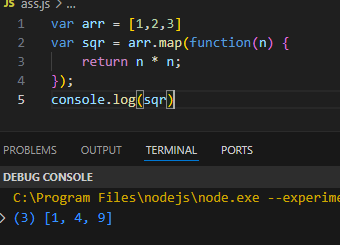 JS ass.js ...
1 var arr = [1,2,3]
2 var sqr = arr.map(function(n) {
3     return n * n;
4 });
5 console.log(sqr)
PROBLEMS OUTPUT TERMINAL PORTS
DEBUG CONSOLE
C:\Program Files\nodejs\node.exe --experime
> (3) [1, 4, 9]